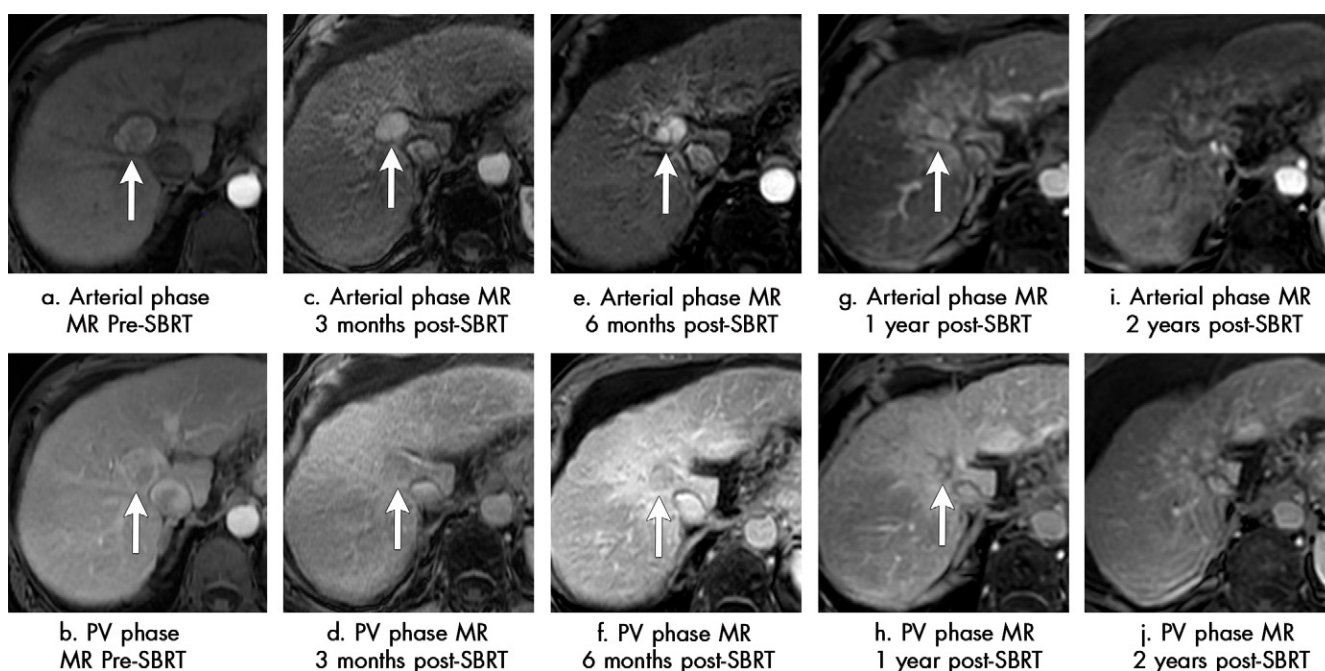 a. Arterial phase
MR Pre-SBRT
c. Arterial phase MR
3 months post-SBRT
e. Arterial phase MR
6 months post-SBRT
g. Arterial phase MR
1 year post-SBRT
i. Arterial phase MR
2 years post-SBRT
b. PV phase
MR Pre-SBRT
d. PV phase MR
3 months post-SBRT
f. PV phase MR
6 months post-SBRT
h. PV phase MR
1 year post-SBRT
j. PV phase MR
2 years post-SBRT